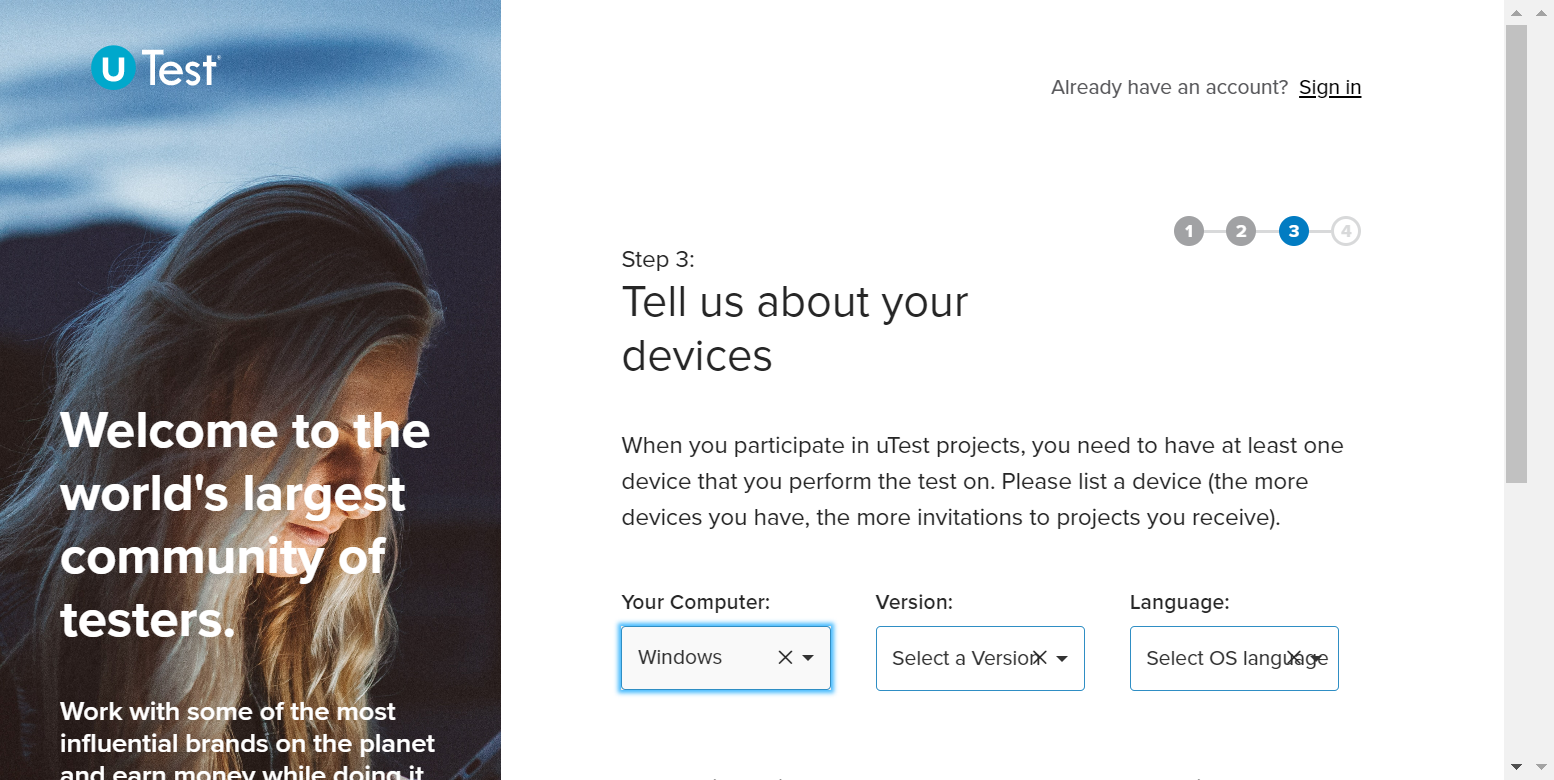 uTest
Already have an account? Sign in
1 2 3 4
Step 3:
Tell us about your
devices
When you participate in uTest projects, you need to have at least one
device that you perform the test on. Please list a device (the more
devices you have, the more invitations to projects you receive).
Your Computer: Version: Language:
Windows Select a Version Select OS language
Welcome to the
world's largest
community of
testers.
Work with some of the most
influential brands on the planet
and earn money while doing it